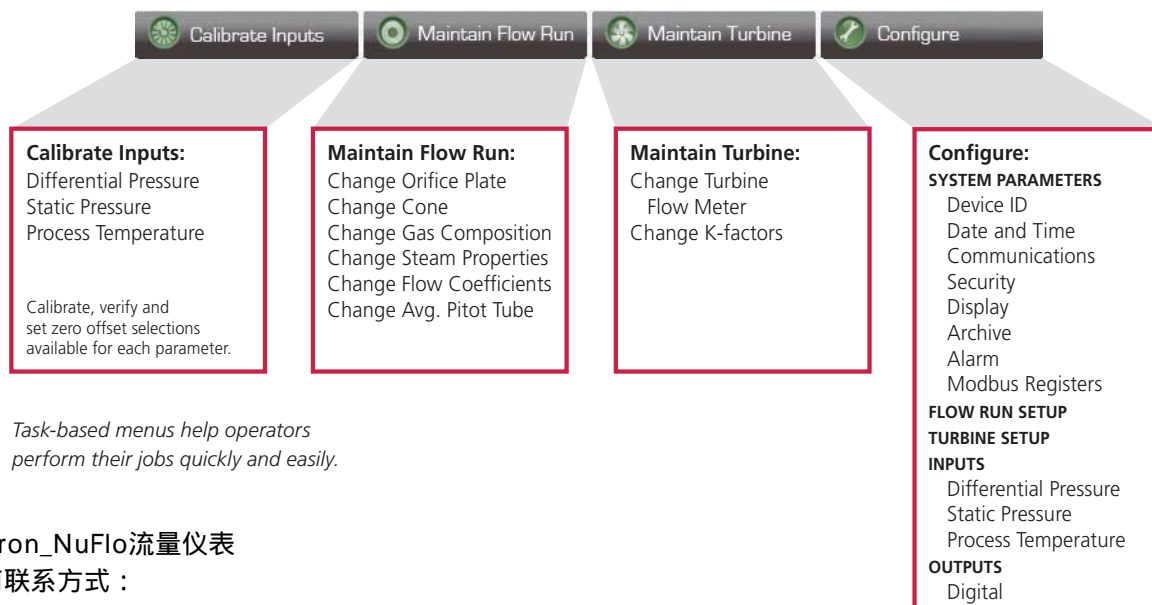 Calibrate Inputs
Maintain Flow Run
Maintain Turbine
Configure
Calibrate Inputs:
Differential Pressure
Static Pressure
Process Temperature
Calibrate, verify and
set zero offset selections
available for each parameter.
Maintain Flow Run:
Change Orifice Plate
Change Cone
Change Gas Composition
Change Steam Properties
Change Flow Coefficients
Change Avg. Pitot Tube
Maintain Turbine:
Change Turbine
Flow Meter
Change K-factors
Configure:
SYSTEM PARAMETERS
Device ID
Date and Time
Communications
Security
Display
Archive
Alarm
Modbus Registers
FLOW RUN SETUP
TURBINE SETUP
INPUTS
Differential Pressure
Static Pressure
Process Temperature
OUTPUTS
Digital
Task-based menus help operators
perform their jobs quickly and easily.
ron_NuFlo流量仪表
联系方式：